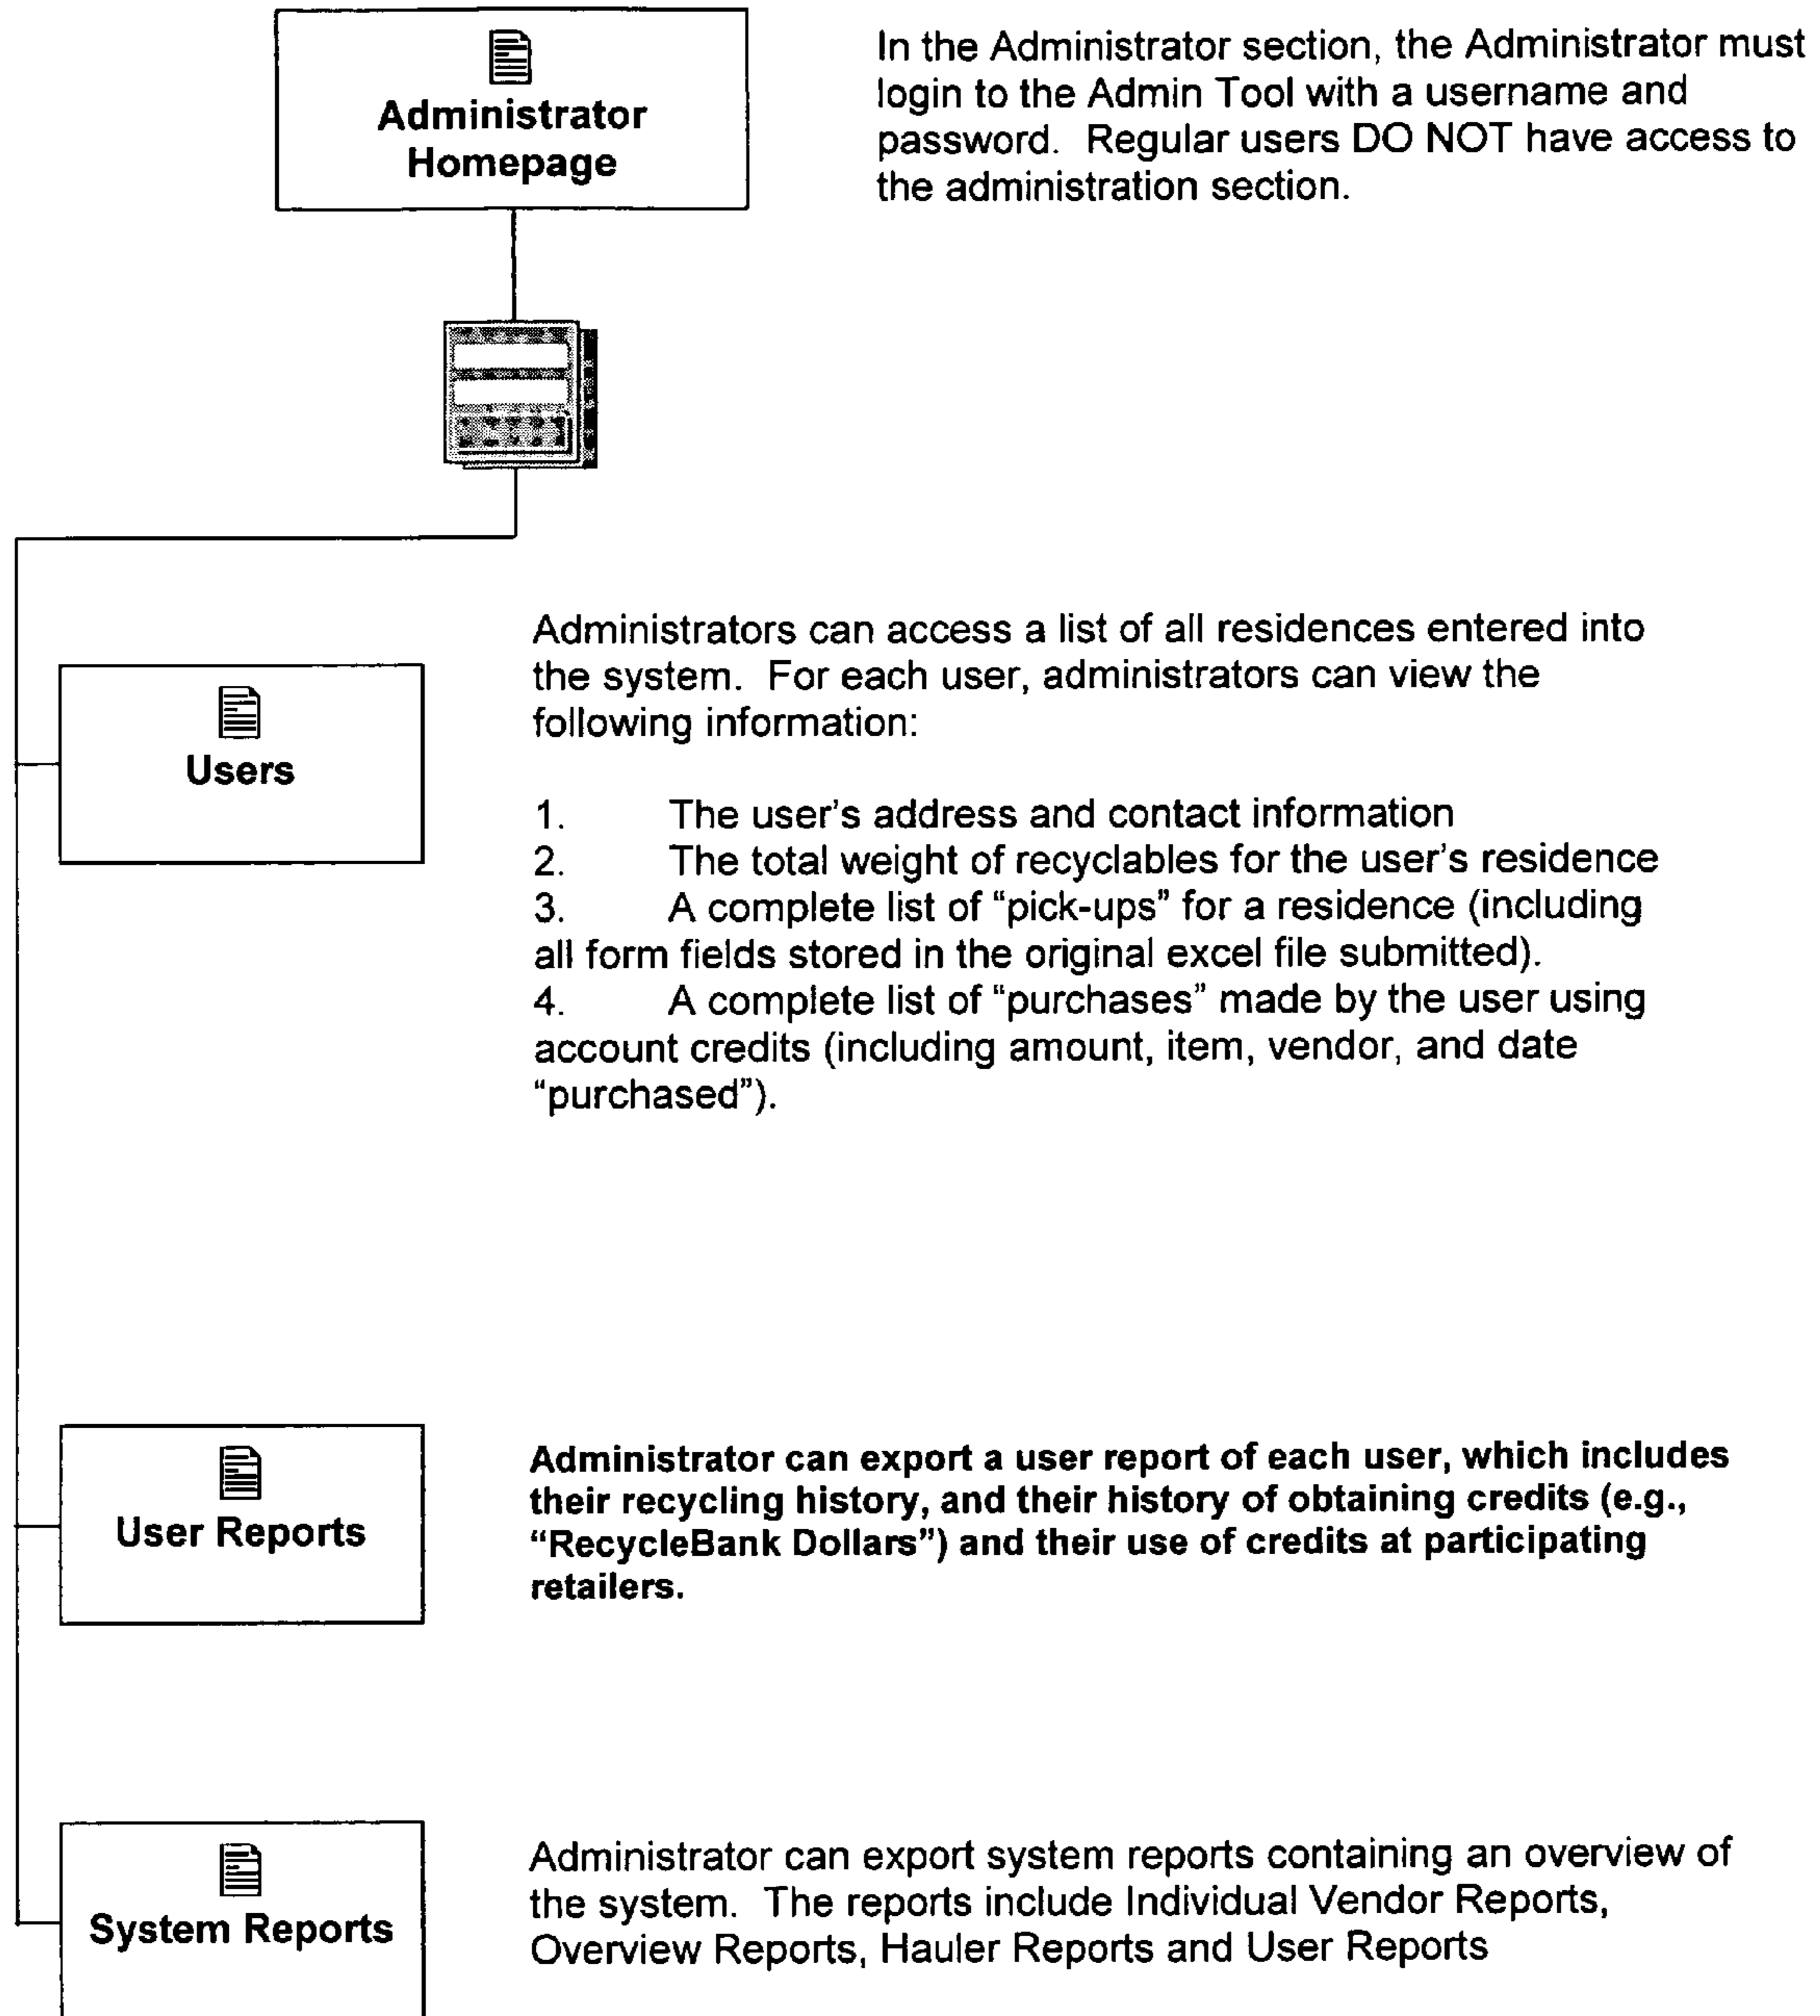 Administrator
Homepage
In the Administrator section, the Administrator must
login to the Admin Tool with a username and
password.  Regular users DO NOT have access to
the administration section.
Users
Administrators can access a list of all residences entered into
the system.  For each user, administrators can view the
following information:
1. The user's address and contact information
2. The total weight of recyclables for the user's residence
3. A complete list of “pick-ups” for a residence (including
all form fields stored in the original excel file submitted).
4. A complete list of “purchases” made by the user using
account credits (including amount, item, vendor, and date
“purchased”).
User Reports
Administrator can export a user report of each user, which includes
their recycling history, and their history of obtaining credits (e.g.,
“RecycleBank Dollars”) and their use of credits at participating
retailers.
System Reports
Administrator can export system reports containing an overview of
the system.  The reports include Individual Vendor Reports,
Overview Reports, Hauler Reports and User Reports